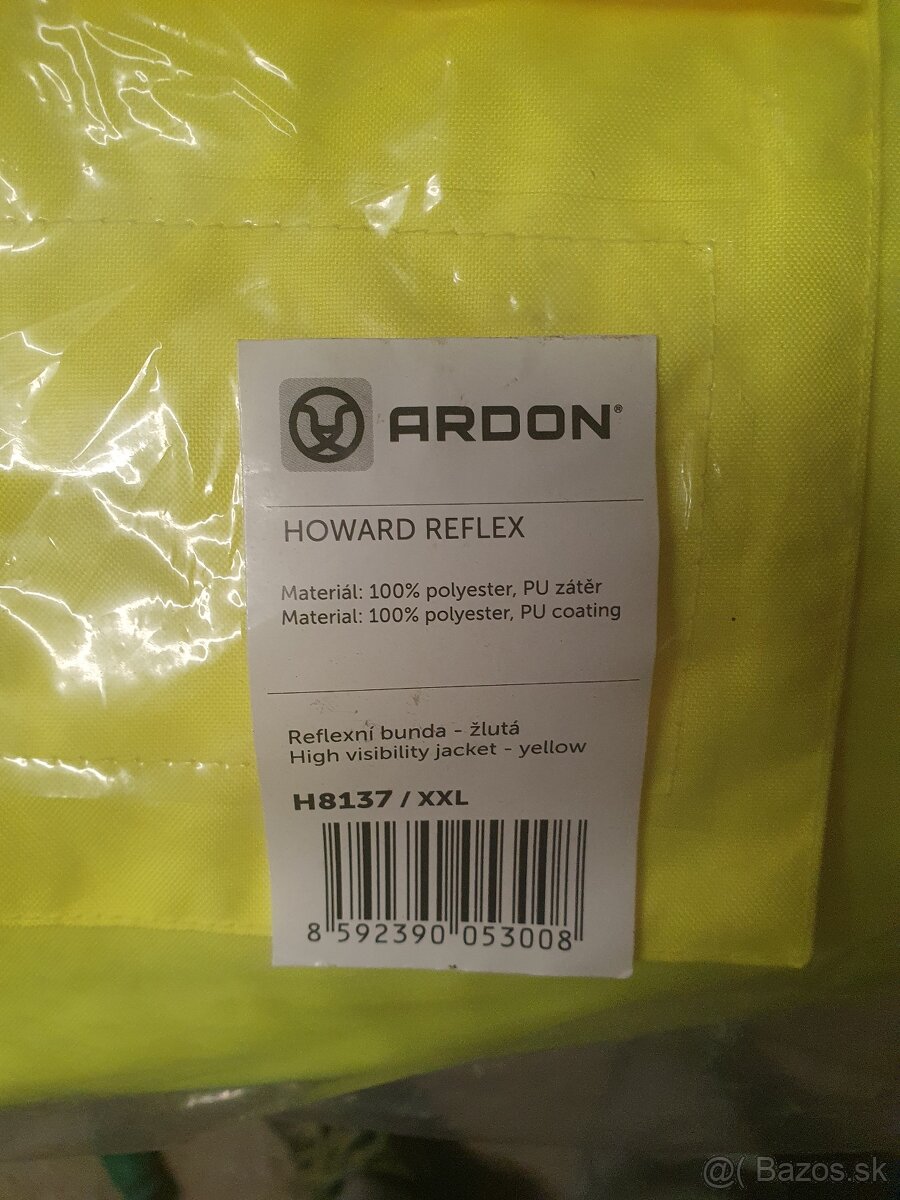 ARDON®
HOWARD REFLEX
Materiál: 100% polyester, PU zátěr
Material: 100% polyester, PU coating
Reflexní bunda - žlutá
High visibility jacket - yellow
H8137 / XXL
8 592390 053008
@( Bazos.sk